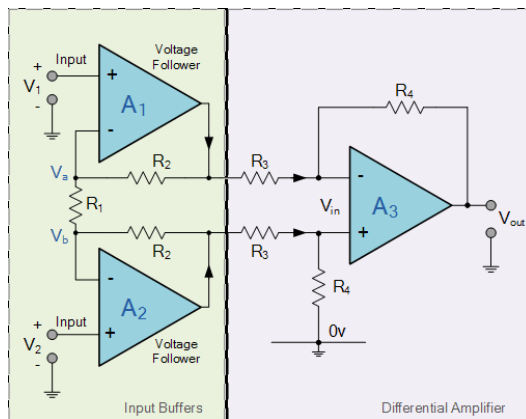 Voltage
Follower
+
Input
V1
-
+
A1
-
Va
R2
R3
R4
R1
Vin
-
A3
+
Vout
Vb
R2
R3
R4
-
A2
+
+
Input
V2
-
Voltage
Follower
0v
Input Buffers
Differential Amplifier